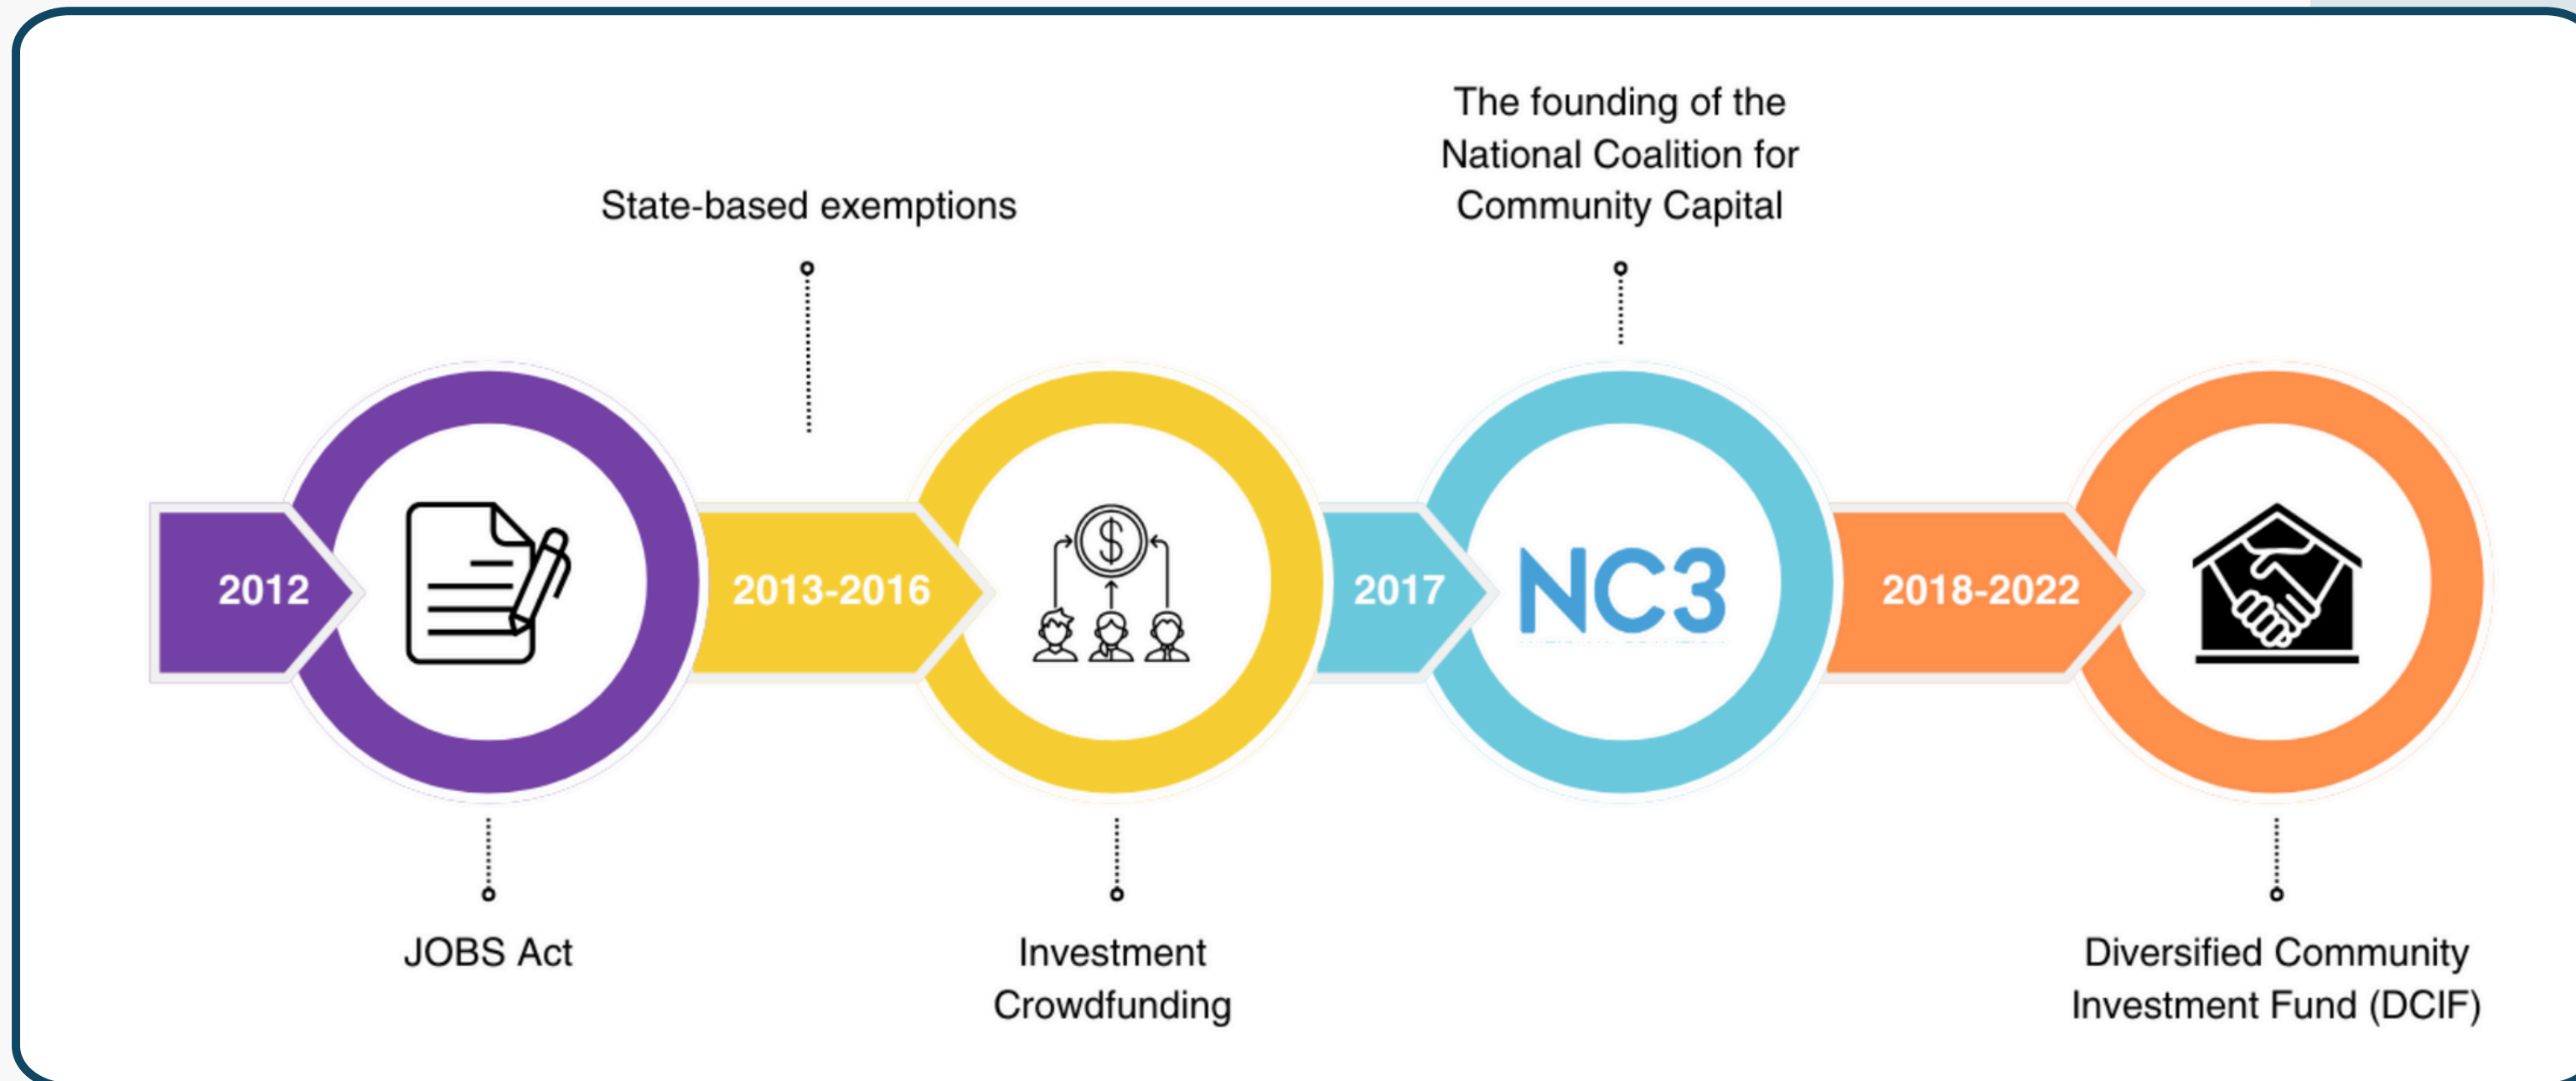 The founding of the
National Coalition for
Community Capital
State-based exemptions
2012
2013-2016
$
2017
NC3
2018-2022
JOBS Act
Investment
Crowdfunding
Diversified Community
Investment Fund (DCIF)